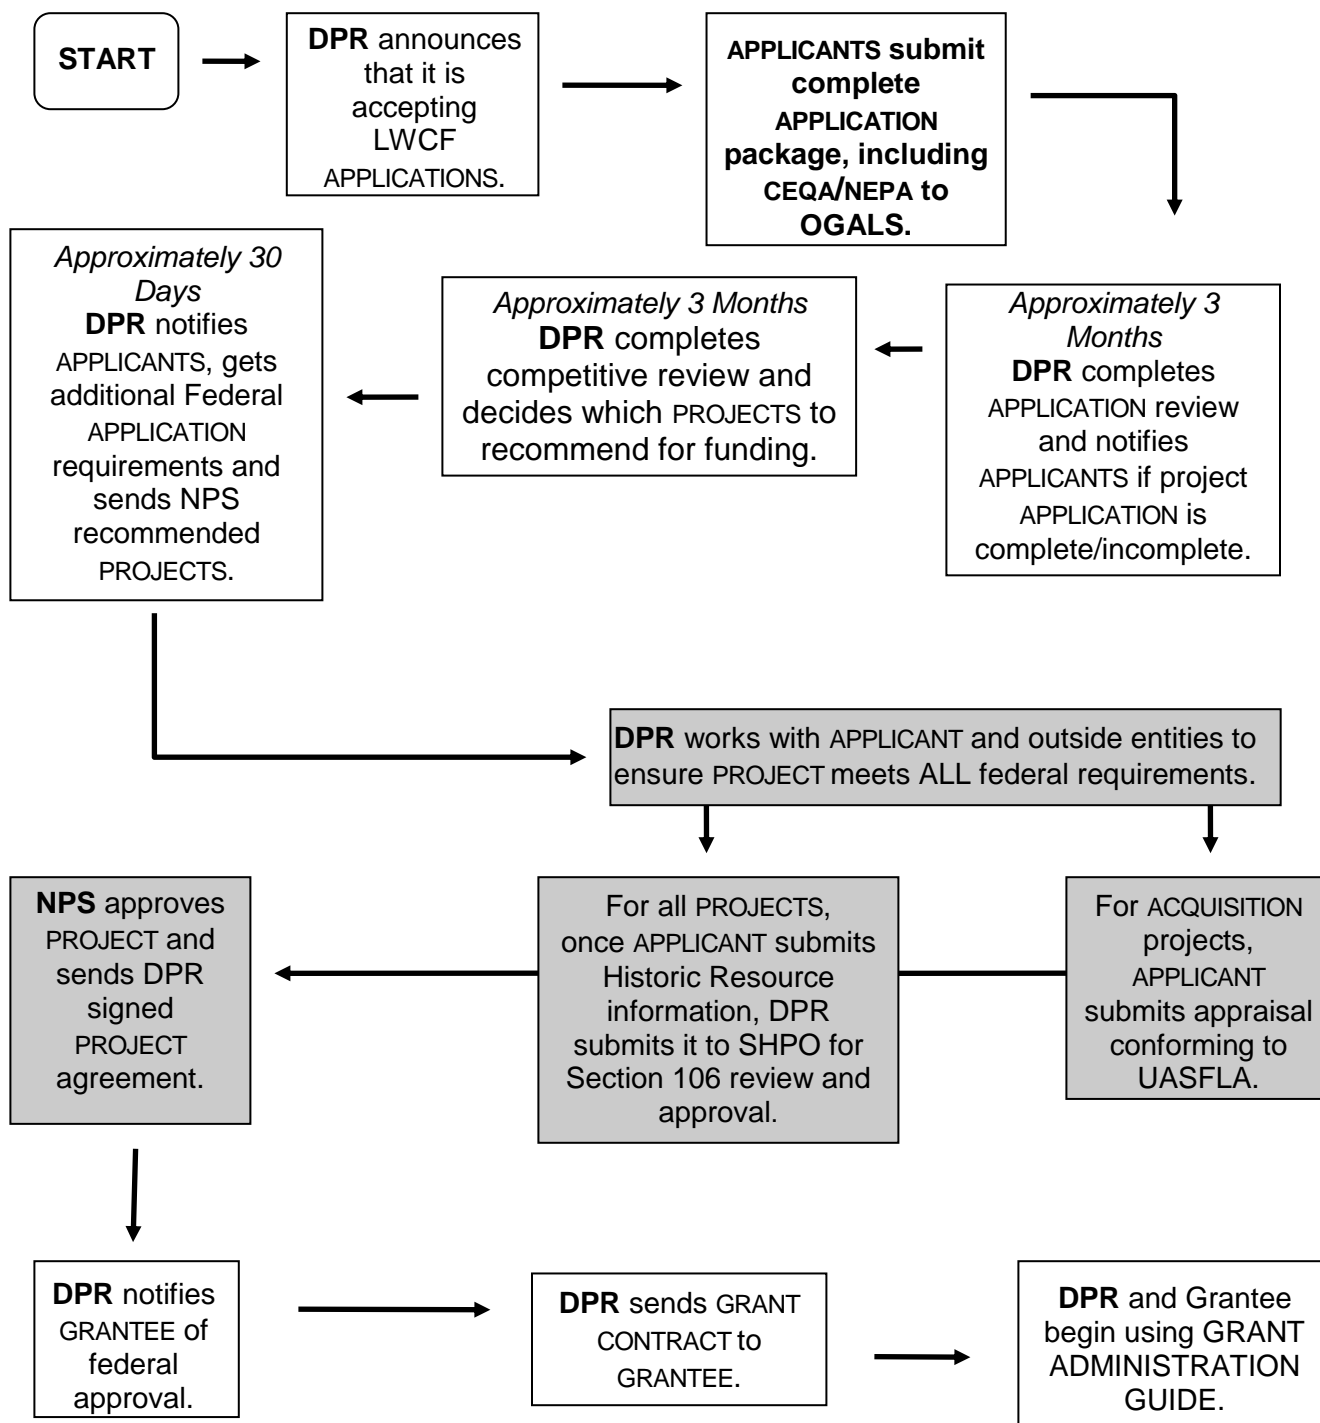 START
DPR announces
that it is
accepting
LWCF
APPLICATIONS.
APPLICANTS submit
complete
APPLICATION
package, including
CEQA/NEPA to
OGALS.
Approximately 3
Months
DPR completes
APPLICATION review
and notifies
APPLICANTS if project
APPLICATION is
complete/incomplete.
Approximately 3 Months
DPR completes
competitive review and
decides which PROJECTS to
recommend for funding.
Approximately 30
Days
DPR notifies
APPLICANTS, gets
additional Federal
APPLICATION
requirements and
sends NPS
recommended
PROJECTS.
DPR works with APPLICANT and outside entities to
ensure PROJECT meets ALL federal requirements.
For all PROJECTS,
once APPLICANT submits
Historic Resource
information, DPR
submits it to SHPO for
Section 106 review and
approval.
For ACQUISITION
projects,
APPLICANT
submits appraisal
conforming to
UASFLA.
NPS approves
PROJECT and
sends DPR
signed
PROJECT
agreement.
DPR notifies
GRANTEE of
federal
approval.
DPR sends GRANT
CONTRACT to
GRANTEE.
DPR and Grantee
begin using GRANT
ADMINISTRATION
GUIDE.